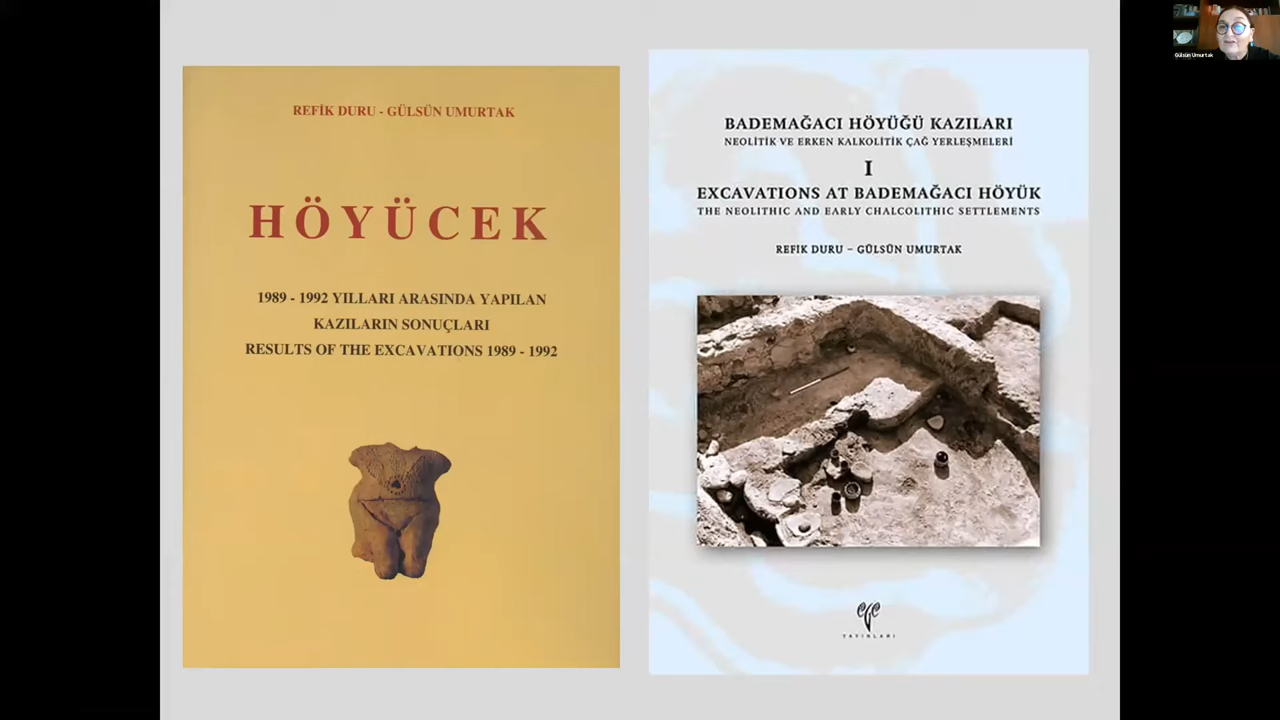 REFİK DURU - GÜLSÜN UMURTAK
HÖYÜCEK
1989 - 1992 YILLARI ARASINDA YAPILAN
KAZILARIN SONUÇLARI
RESULTS OF THE EXCAVATIONS 1989 - 1992
BADEMAĞACI HÖYÜĞÜ KAZILARI
NEOLİTİK VE ERKEN KALKOLİTİK ÇAĞ YERLEŞMELERİ
I
EXCAVATIONS AT BADEMAĞACI HÖYÜK
THE NEOLITHIC AND EARLY CHALCOLITHIC SETTLEMENTS
REFİK DURU – GÜLSÜN UMURTAK
YAYINLARI
Gülsün Umurtak